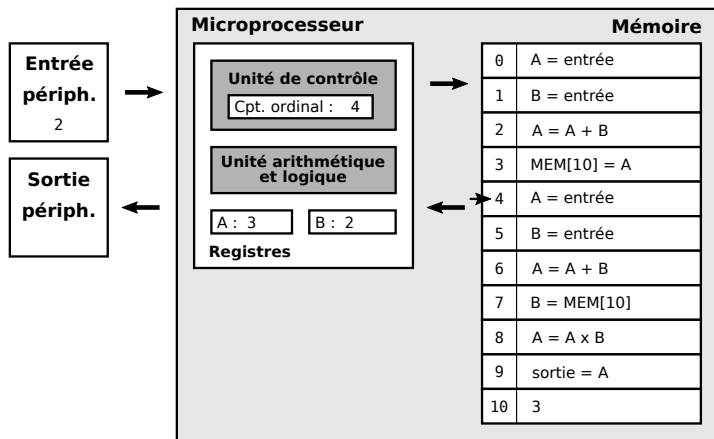 Microprocesseur
Mémoire
Entrée
périph.
2
Sortie
périph.
Unité de contrôle
Cpt. ordinal : 4
Unité arithmétique
et logique
A : 3
B : 2
Registres
0 A = entrée
1 B = entrée
2 A = A + B
3 MEM[10] = A
4 A = entrée
5 B = entrée
6 A = A + B
7 B = MEM[10]
8 A = A x B
9 sortie = A
10 3